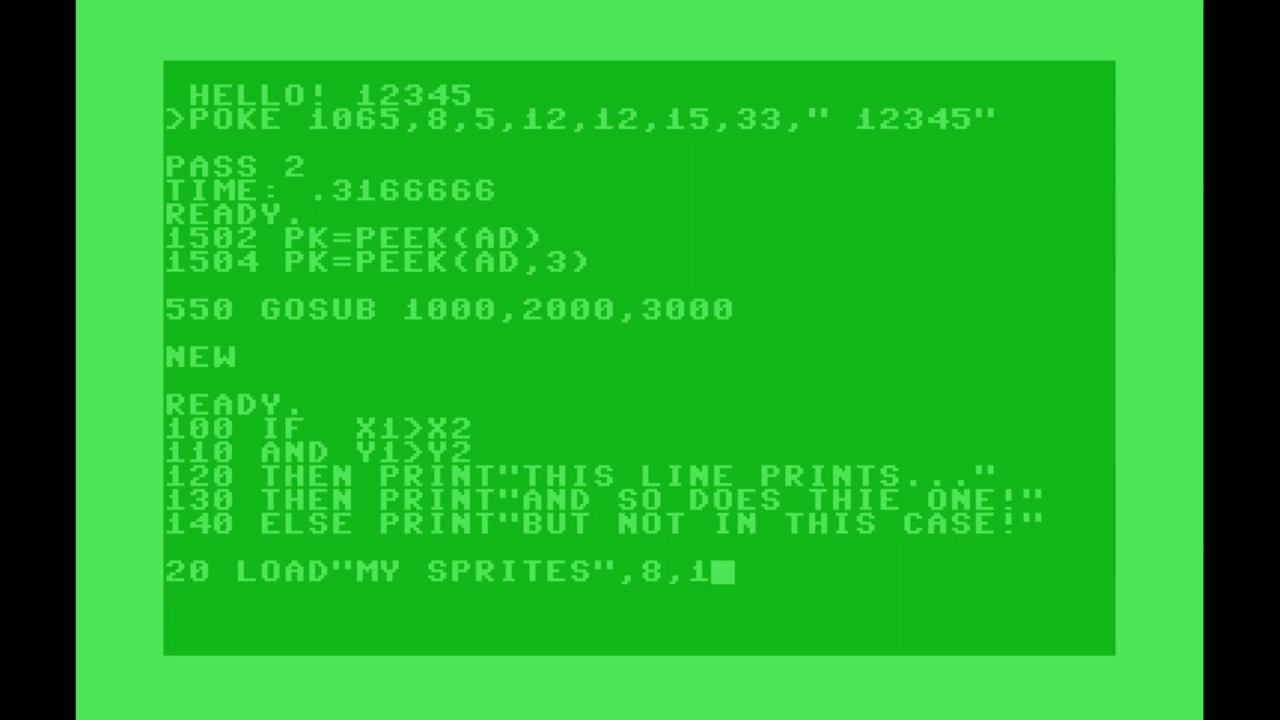 HELLO! 12345
>POKE 1065,8,5,12,12,15,33," 12345"
PASS 2
TIME: .3166666
READY.
1502 PK=PEEK(AD)
1504 PK=PEEK(AD,3)
550 GOSUB 1000,2000,3000
NEW
READY.
100 IF  X1>X2
110 AND Y1>Y2
120 THEN PRINT"THIS LINE PRINTS..."
130 THEN PRINT"AND SO DOES THIE ONE!"
140 ELSE PRINT"BUT NOT IN THIS CASE!"
20 LOAD"MY SPRITES",8,1